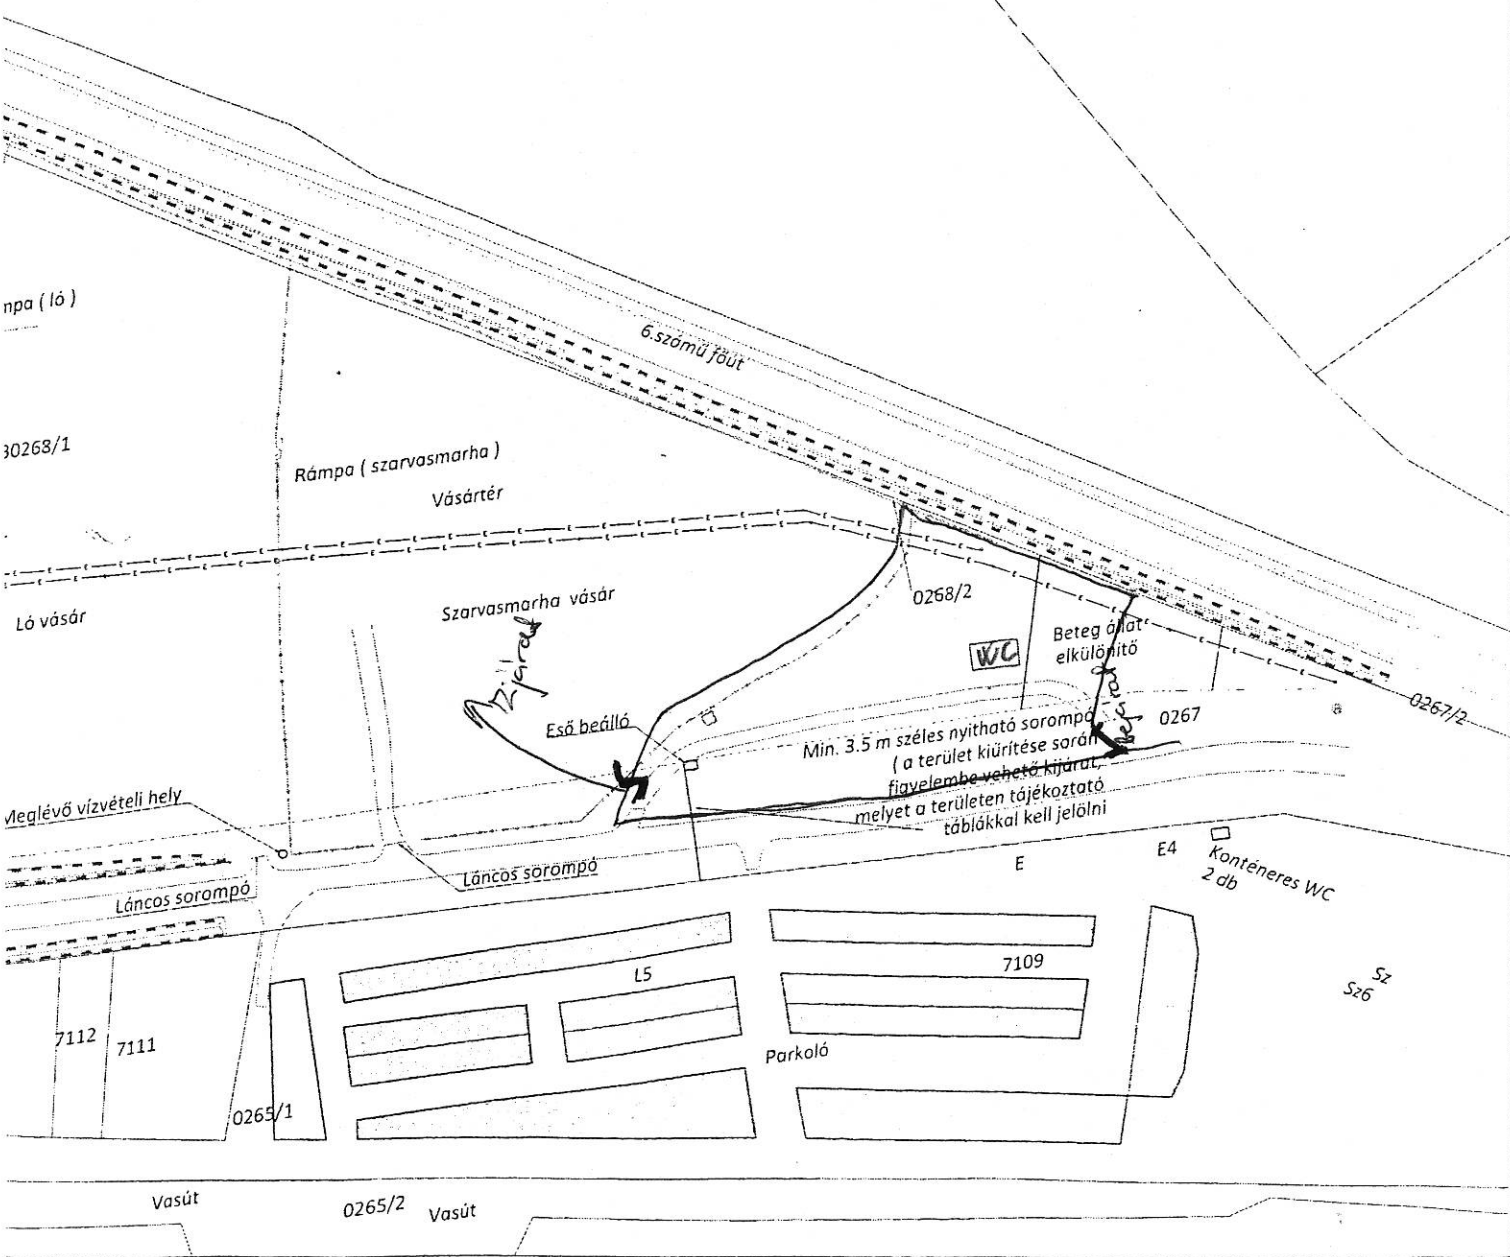 mpa ( ló )
6.számú főút
30268/1
Rámpa ( szarvasmarha )
Vásártér
Ló vásár
Szarvasmarha vásár
0268/2
WC
Beteg állat
elkülönítő
0267/2
Eső beálló
Min. 3.5 m széles nyitható sorompó
( a terület kiürítése során
figyelembe vehető kijárat,
melyet a területen tájékoztató
táblákkal kell jelölni
0267
Meglévő vízvételi hely
Láncos sorompó
Láncos sorompó
E
E4
Konténeres WC
2 db
L5
7109
Sz
Sz6
7112
7111
Parkoló
0265/1
Vasút
0265/2
Vasút